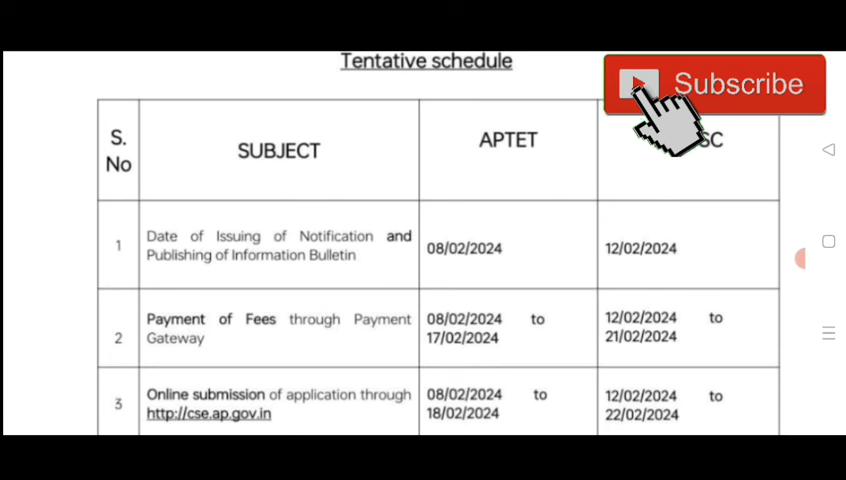 Tentative schedule
Subscribe
S. No
SUBJECT
APTET
SC
1
Date of Issuing of Notification and
Publishing of Information Bulletin
08/02/2024
12/02/2024
2
Payment of Fees through Payment
Gateway
08/02/2024 to
17/02/2024
12/02/2024 to
21/02/2024
3
Online submission of application through
http://cse.ap.gov.in
08/02/2024 to
18/02/2024
12/02/2024 to
22/02/2024